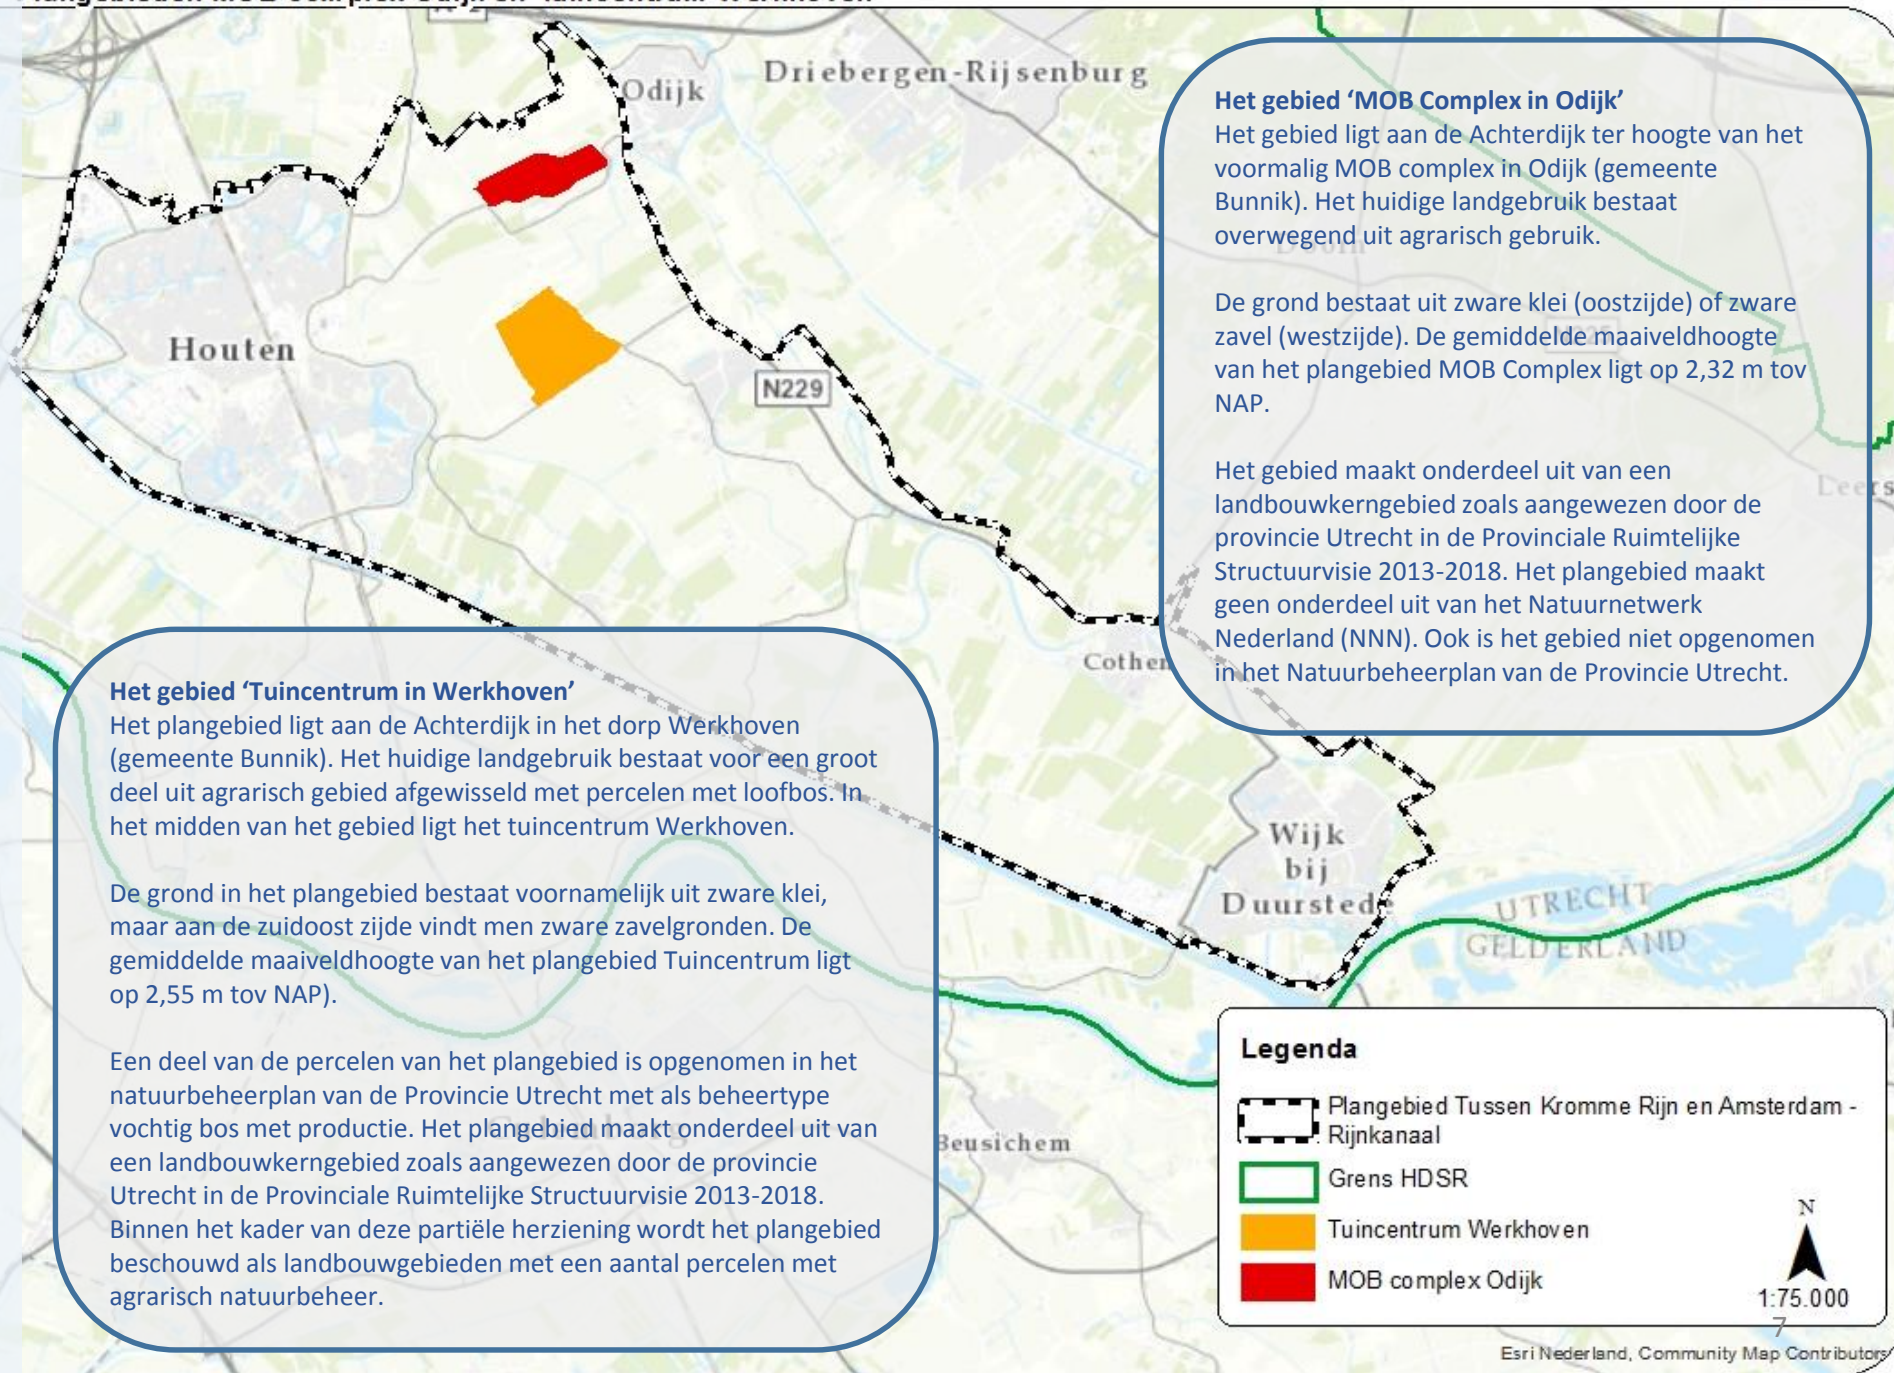 Odijk
Driebergen-Rijsenburg
Houten
N229
Cothen
Wijk
bij
Duurstede
UTRECHT
GELDERLAND
Beusichem
Leers
Het gebied ‘MOB Complex in Odijk’
Het gebied ligt aan de Achterdijk ter hoogte van het
voormalig MOB complex in Odijk (gemeente
Bunnik). Het huidige landgebruik bestaat
overwegend uit agrarisch gebruik.
De grond bestaat uit zware klei (oostzijde) of zware
zavel (westzijde). De gemiddelde maaiveldhoogte
van het plangebied MOB Complex ligt op 2,32 m tov
NAP.
Het gebied maakt onderdeel uit van een
landbouwkerngebied zoals aangewezen door de
provincie Utrecht in de Provinciale Ruimtelijke
Structuurvisie 2013-2018. Het plangebied maakt
geen onderdeel uit van het Natuurnetwerk
Nederland (NNN). Ook is het gebied niet opgenomen
in het Natuurbeheerplan van de Provincie Utrecht.
Het gebied ‘Tuincentrum in Werkhoven’
Het plangebied ligt aan de Achterdijk in het dorp Werkhoven
(gemeente Bunnik). Het huidige landgebruik bestaat voor een groot
deel uit agrarisch gebied afgewisseld met percelen met loofbos. In
het midden van het gebied ligt het tuincentrum Werkhoven.
De grond in het plangebied bestaat voornamelijk uit zware klei,
maar aan de zuidoost zijde vindt men zware zavelgronden. De
gemiddelde maaiveldhoogte van het plangebied Tuincentrum ligt
op 2,55 m tov NAP).
Een deel van de percelen van het plangebied is opgenomen in het
natuurbeheerplan van de Provincie Utrecht met als beheertype
vochtig bos met productie. Het plangebied maakt onderdeel uit van
een landbouwkerngebied zoals aangewezen door de provincie
Utrecht in de Provinciale Ruimtelijke Structuurvisie 2013-2018.
Binnen het kader van deze partiële herziening wordt het plangebied
beschouwd als landbouwgebieden met een aantal percelen met
agrarisch natuurbeheer.
Legenda
Plangebied Tussen Kromme Rijn en Amsterdam -
Rijnkanaal
Grens HDSR
Tuincentrum Werkhoven
MOB complex Odijk
N
1:75.000
7
Esri Nederland, Community Map Contributors